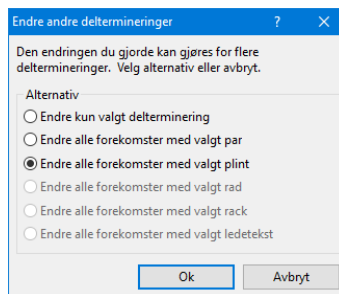 Endre andre deltermineringer ?
Den endringen du gjorde kan gjøres for flere
deltermineringer. Velg alternativ eller avbryt.
Alternativ
Endre kun valgt delterminering
Endre alle forekomster med valgt par
Endre alle forekomster med valgt plint
Endre alle forekomster med valgt rad
Endre alle forekomster med valgt rack
Endre alle forekomster med valgt ledetekst
Ok Avbryt